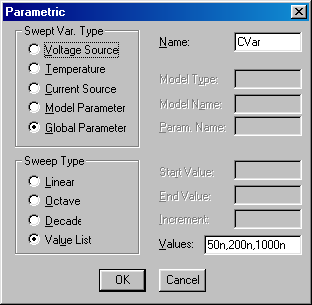 Parametric
Swept Var. Type
Voltage Source
Temperature
Current Source
Model Parameter
Global Parameter
Name: CVar
Model Type:
Model Name:
Param. Name:
Sweep Type
Linear
Octave
Decade
Value List
Start Value:
End Value:
Increment:
Values: 50n,200n,1000n
OK
Cancel